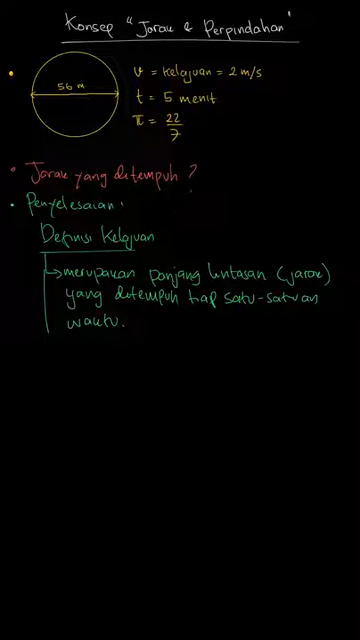 Konsep "Jarak & Perpindahan"
56 m
v = kelajuan = 2 m/s
t = 5 menit
π = 22/7
Jarak yang ditempuh?
Penyelesaian:
Definisi Kelajuan
merupakan panjang lintasan (jarak)
yang ditempuh tiap satu-satuan
waktu.